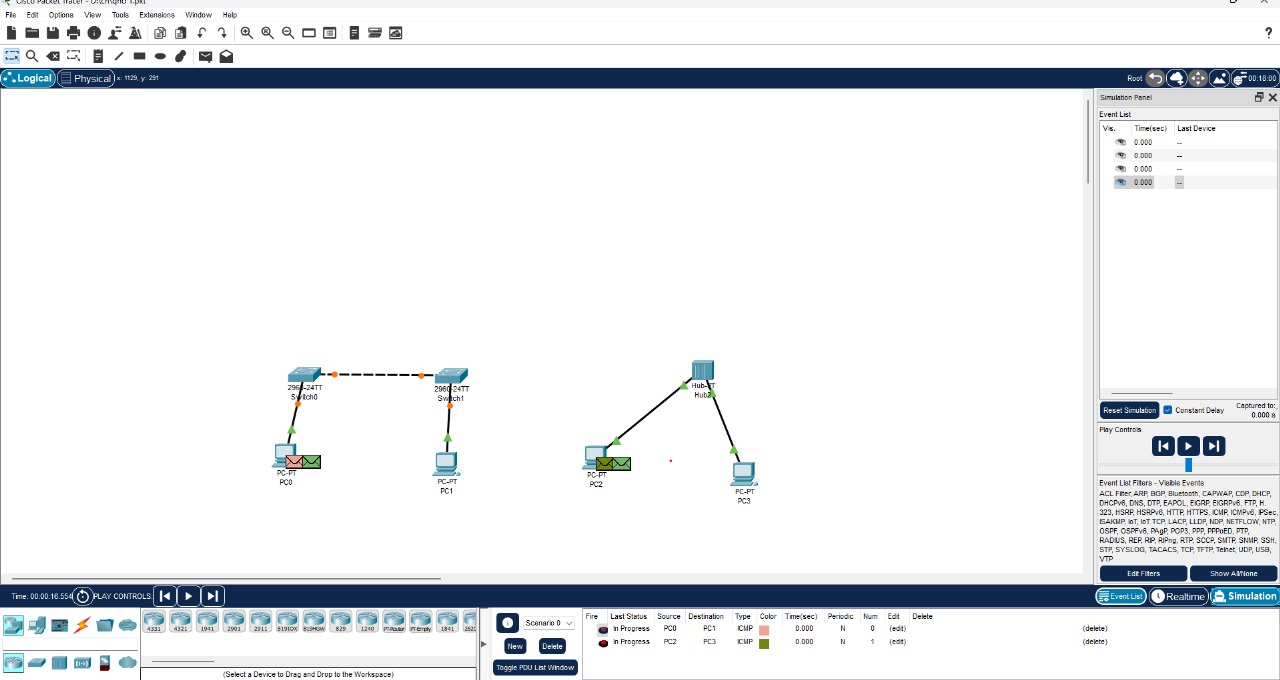 Cisco Packet Tracer - D:\cnf\qno 1.pkt
File Edit Options View Tools Extensions Window Help
Logical Physical x: 1129, y: 291 Root 00:18:00
Simulation Panel
Event List
Vis. Time(sec) Last Device
0.000 --
0.000 --
0.000 --
0.000 --
2960-24TT
Switch0
2960-24TT
Switch1
Hub-PT
Hub2
PC-PT
PC0
PC-PT
PC1
PC-PT
PC2
PC-PT
PC3
Reset Simulation Constant Delay Captured to:
0.000 s
Play Controls
Event List Filters - Visible Events
ACL Filter, ARP, BGP, Bluetooth, CAPWAP, CDP, DHCP,
DHCPv6, DNS, DTP, EAPOL, EIGRP, EIGRPv6, FTP, H.
323, HSRP, HSRPv6, HTTP, HTTPS, ICMP, ICMPv6, IPSec,
ISAKMP, IoT, IoT TCP, LACP, LLDP, NDP, NETFLOW, NTP,
OSPF, OSPFv6, PAgP, POP3, PPP, PPPoED, PTP,
RADIUS, REP, RIP, RIPng, RTP, SCCP, SMTP, SNMP, SSH,
STP, SYSLOG, TACACS, TCP, TFTP, Telnet, UDP, USB,
VTP
Edit Filters Show All/None
Time: 00:00:16.554 PLAY CONTROLS: Event List Realtime Simulation
4331 4321 1941 2901 2911 819IOX 819HGW 829 1240 PT-Router PT-Empty 1841 2620
(Select a Device to Drag and Drop to the Workspace)
Scenario 0
New Delete
Toggle PDU List Window
Fire Last Status Source Destination Type Color Time(sec) Periodic Num Edit Delete
In Progress PC0 PC1 ICMP 0.000 N 0 (edit) (delete)
In Progress PC2 PC3 ICMP 0.000 N 1 (edit) (delete)